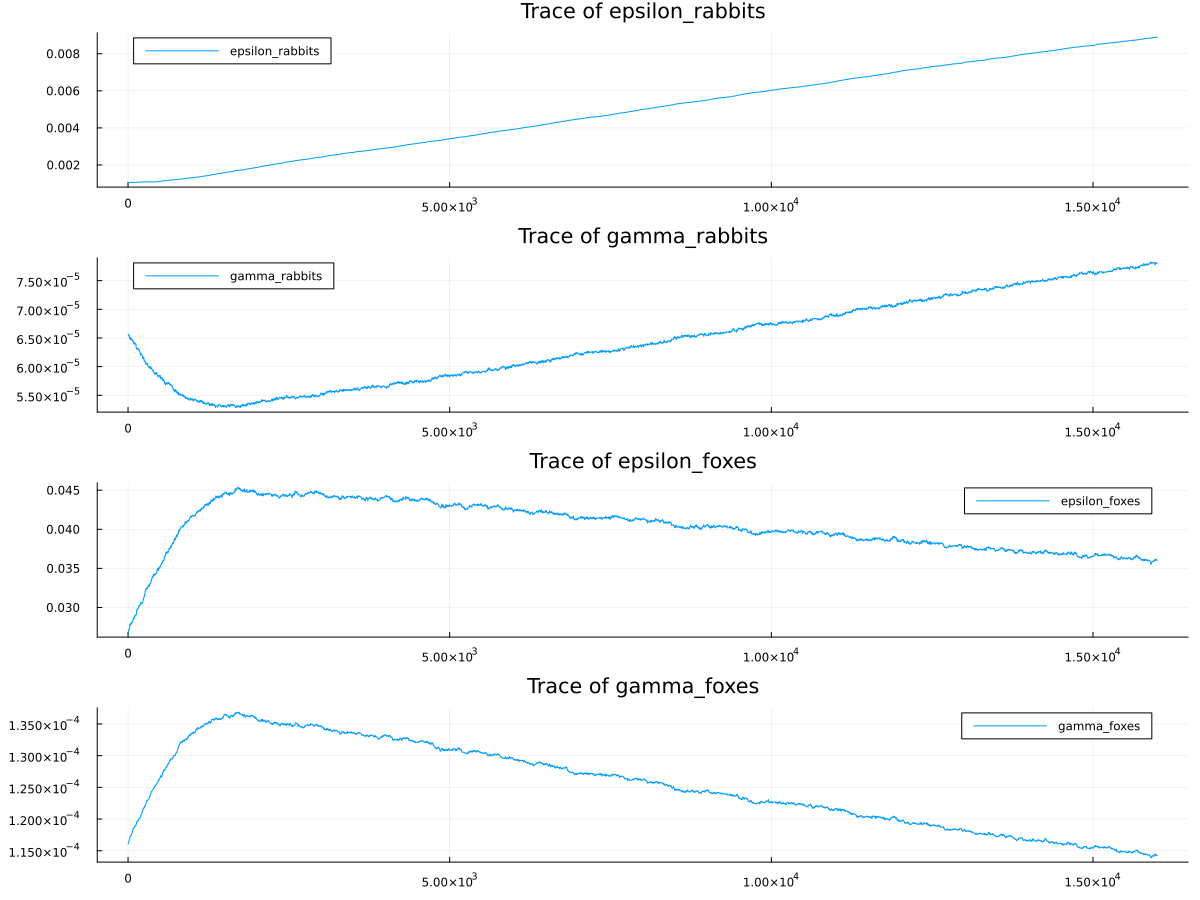 Trace of epsilon_rabbits
epsilon_rabbits
0.008
0.006
0.004
0.002
0 5.00×10³ 1.00×10⁴ 1.50×10⁴
Trace of gamma_rabbits
gamma_rabbits
7.50×10⁻⁵
7.00×10⁻⁵
6.50×10⁻⁵
6.00×10⁻⁵
5.50×10⁻⁵
0 5.00×10³ 1.00×10⁴ 1.50×10⁴
Trace of epsilon_foxes
epsilon_foxes
0.045
0.040
0.035
0.030
0 5.00×10³ 1.00×10⁴ 1.50×10⁴
Trace of gamma_foxes
gamma_foxes
1.350×10⁻⁴
1.300×10⁻⁴
1.250×10⁻⁴
1.200×10⁻⁴
1.150×10⁻⁴
0 5.00×10³ 1.00×10⁴ 1.50×10⁴